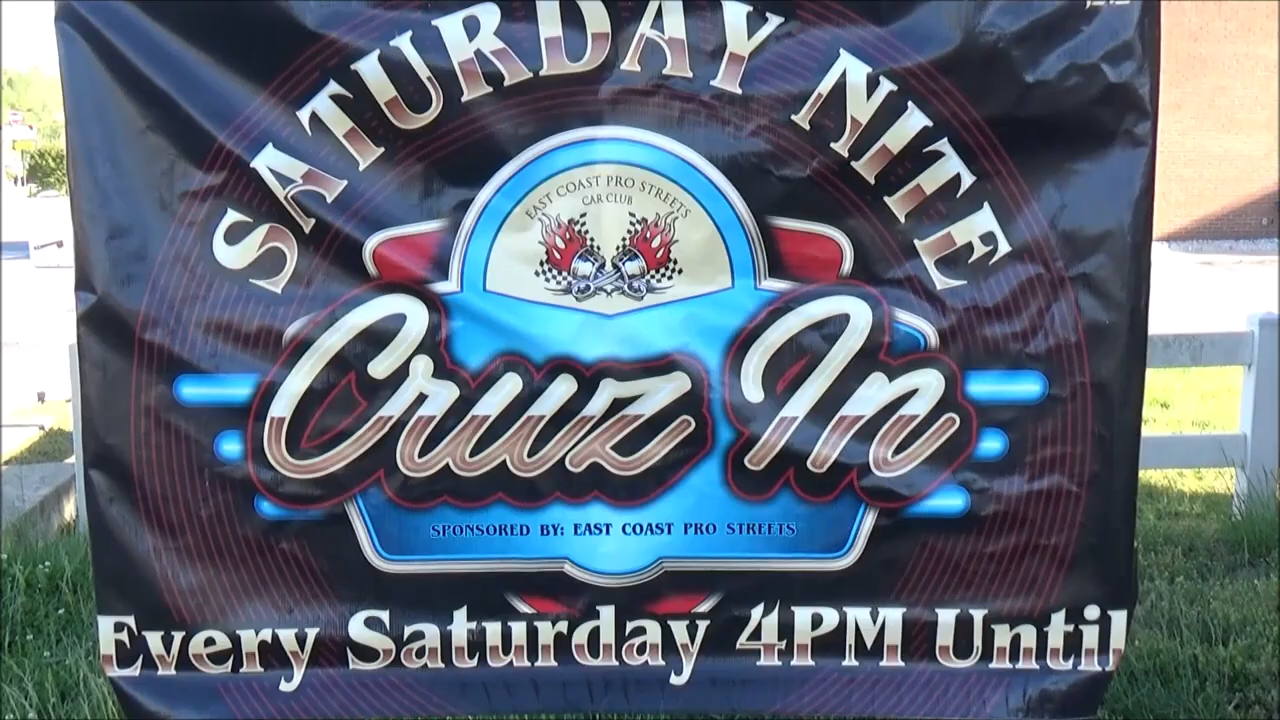 SATURDAY NITE
EAST COAST PRO STREETS
CAR CLUB
Cruz In
SPONSORED BY: EAST COAST PRO STREETS
Every Saturday 4PM Until